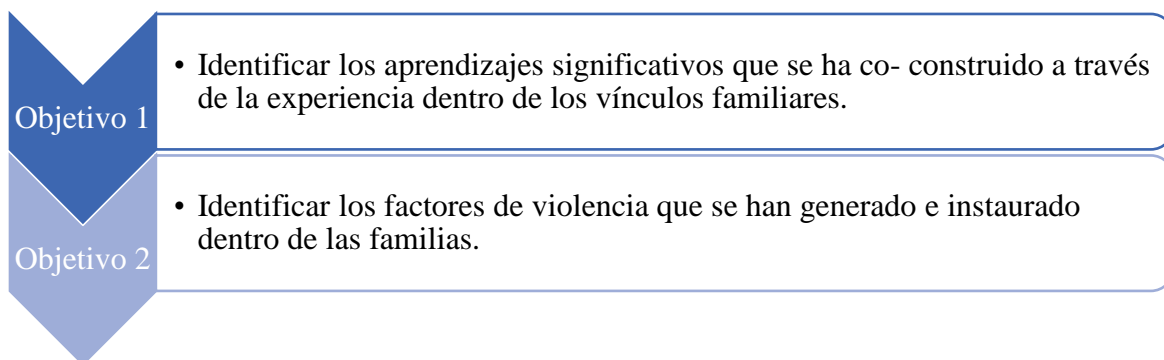 Objetivo 1
• Identificar los aprendizajes significativos que se ha co- construido a través
de la experiencia dentro de los vínculos familiares.
Objetivo 2
• Identificar los factores de violencia que se han generado e instaurado
dentro de las familias.